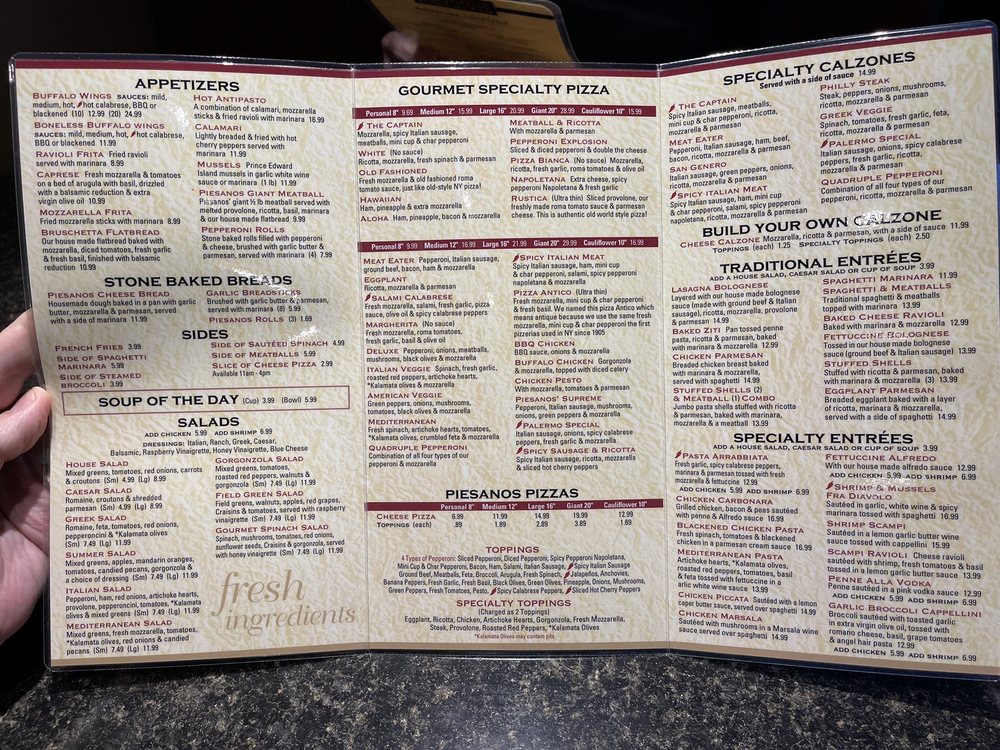 APPETIZERS
BUFFALO WINGS SAUCES: mild,
medium, hot, hot calabrese, BBQ or
blackened (10) 12.99 (20) 24.99
BONELESS BUFFALO WINGS
SAUCES: mild, medium, hot, hot calabrese,
BBQ or blackened 11.99
RAVIOLI FRITA Fried ravioli
served with marinara 8.99
CAPRESE Fresh mozzarella & tomatoes
on a bed of arugula with basil, drizzled
with a balsamic reduction & extra
virgin olive oil 10.99
MOZZARELLA FRITA
Fried mozzarella sticks with marinara 8.99
BRUSCHETTA FLATBREAD
Our house made flatbread baked with
mozzarella, diced tomatoes, fresh garlic
& fresh basil, finished with balsamic
reduction 10.99
HOT ANTIPASTO
A combination of calamari, mozzarella
sticks & fried ravioli with marinara 16.99
CALAMARI
Lightly breaded & fried with hot
cherry peppers served with
marinara 11.99
MUSSELS Prince Edward
Island mussels in garlic white wine
sauce or marinara (1 lb) 11.99
PIESANOS GIANT MEATBALL
Piesanos' giant ½ lb meatball served with
melted provolone, ricotta, basil, marinara
& our house made flatbread 9.99
PEPPERONI ROLLS
Stone baked rolls filled with pepperoni
& cheese, brushed with garlic butter &
parmesan, served with marinara (4) 7.99
STONE BAKED BREADS
PIESANOS CHEESE BREAD
Housemade dough baked in a pan with garlic
butter, mozzarella & parmesan, served
with a side of marinara 11.99
GARLIC BREADSTICKS
Brushed with garlic butter & parmesan,
served with marinara (8) 5.99
PIESANOS ROLLS (3) 1.69
SIDES
FRENCH FRIES 3.99
SIDE OF SPAGHETTI
MARINARA 5.99
SIDE OF STEAMED
BROCCOLI 3.99
SIDE OF SAUTÉED SPINACH 4.99
SIDE OF MEATBALLS 5.99
SLICE OF CHEESE PIZZA 2.99
Available 11am - 4pm
SOUP OF THE DAY (Cup) 3.99 (Bowl) 5.99
SALADS
ADD CHICKEN 5.99 ADD SHRIMP 6.99
DRESSINGS: Italian, Ranch, Greek, Caesar,
Balsamic, Raspberry Vinaigrette, Honey Vinaigrette, Blue Cheese
HOUSE SALAD
Mixed greens, tomatoes, red onions, carrots
& croutons (Sm) 4.99 (Lg) 8.99
CAESAR SALAD
Romaine, croutons & shredded
parmesan (Sm) 4.99 (Lg) 8.99
GREEK SALAD
Romaine, feta, tomatoes, red onions,
pepperoncini & *Kalamata olives
(Sm) 7.49 (Lg) 11.99
SUMMER SALAD
Mixed greens, apples, mandarin oranges,
tomatoes, candied pecans, gorgonzola &
a choice of dressing (Sm) 7.49 (Lg) 11.99
ITALIAN SALAD
Pepperoni, ham, red onions, artichoke hearts,
provolone, pepperoncini, tomatoes, *Kalamata
olives & mixed greens (Sm) 7.49 (Lg) 11.99
MEDITERRANEAN SALAD
Mixed greens, fresh mozzarella, tomatoes,
*Kalamata olives, red onions & candied
pecans (Sm) 7.49 (Lg) 11.99
GORGONZOLA SALAD
Mixed greens, tomatoes,
roasted red peppers, walnuts &
gorgonzola (Sm) 7.49 (Lg) 11.99
FIELD GREEN SALAD
Field greens, walnuts, apples, red grapes,
Craisins & tomatoes, served with raspberry
vinaigrette (Sm) 7.49 (Lg) 11.99
GOURMET SPINACH SALAD
Spinach, mushrooms, tomatoes, red onions,
sunflower seeds, Craisins & gorgonzola, served
with honey vinaigrette (Sm) 7.49 (Lg) 11.99
fresh
ingredients
GOURMET SPECIALTY PIZZA
Personal 8" 9.69 Medium 12" 15.99 Large 16" 20.99 Giant 20" 28.99 Cauliflower 10" 15.99
THE CAPTAIN
Mozzarella, spicy Italian sausage,
meatballs, mini cup & char pepperoni
WHITE (No sauce)
Ricotta, mozzarella, fresh spinach & parmesan
OLD FASHIONED
Fresh mozzarella & old fashioned roma
tomato sauce, just like old-style NY pizza!
HAWAIIAN
Ham, pineapple & extra mozzarella
ALOHA Ham, pineapple, bacon & mozzarella
MEATBALL & RICOTTA
With mozzarella & parmesan
PEPPERONI EXPLOSION
Sliced & diced pepperoni & double the cheese
PIZZA BIANCA (No sauce) Mozzarella,
ricotta, fresh garlic, roma tomatoes & olive oil
NAPOLETANA Extra cheese, spicy
pepperoni Napoletana & fresh garlic
RUSTICA (Ultra thin) Sliced provolone, our
freshly made roma tomato sauce & parmesan
cheese. This is authentic old world pizza!
Personal 8" 9.99 Medium 12" 16.99 Large 16" 21.99 Giant 20" 29.99 Cauliflower 10" 16.99
MEAT EATER Pepperoni, Italian sausage,
ground beef, bacon, ham & mozzarella
EGGPLANT
Ricotta, mozzarella & parmesan
SALAMI CALABRESE
Fresh mozzarella, salami, fresh garlic, pizza
sauce, olive oil & spicy calabrese peppers
MARGHERITA (No sauce)
Fresh mozzarella, roma tomatoes,
fresh garlic, basil & olive oil
DELUXE Pepperoni, onions, meatballs,
mushrooms, black olives & mozzarella
ITALIAN VEGGIE Spinach, fresh garlic,
roasted red peppers, artichoke hearts,
*Kalamata olives & mozzarella
AMERICAN VEGGIE
Green peppers, onions, mushrooms,
tomatoes, black olives & mozzarella
MEDITERRANEAN
Fresh spinach, artichoke hearts, tomatoes,
*Kalamata olives, crumbled feta & mozzarella
QUADRUPLE PEPPERONI
Combination of all four types of our
pepperoni & mozzarella
SPICY ITALIAN MEAT
Spicy Italian sausage, ham, mini cup
& char pepperoni, salami, spicy pepperoni
napoletana & mozzarella
PIZZA ANTICO (Ultra thin)
Fresh mozzarella, mini cup & char pepperoni
& fresh basil. We named this pizza Antico which
means antique because we use the same fresh
mozzarella, mini cup & char pepperoni the first
pizzerias used in NY since 1905
BBQ CHICKEN
BBQ sauce, onions & mozzarella
BUFFALO CHICKEN Gorgonzola
& mozzarella, topped with diced celery
CHICKEN PESTO
With mozzarella, tomatoes & parmesan
PIESANOS' SUPREME
Pepperoni, Italian sausage, mushrooms,
onions, green peppers & mozzarella
PALERMO SPECIAL
Italian sausage, onions, spicy calabrese
peppers, fresh garlic & mozzarella
SPICY SAUSAGE & RICOTTA
Spicy Italian sausage, ricotta, mozzarella
& sliced hot cherry peppers
PIESANOS PIZZAS
Personal 8" Medium 12" Large 16" Giant 20" Cauliflower 10"
CHEESE PIZZA 6.99 11.99 14.99 19.99 12.99
TOPPINGS (each) .89 1.89 2.89 3.89 1.69
TOPPINGS
4 Types of Pepperoni: Sliced Pepperoni, Diced Pepperoni, Spicy Pepperoni Napoletana,
Mini Cup & Char Pepperoni, Bacon, Ham, Salami, Italian Sausage, Spicy Italian Sausage
Ground Beef, Meatballs, Feta, Broccoli, Arugula, Fresh Spinach, Jalapeños, Anchovies,
Banana Peppers, Fresh Garlic, Fresh Basil, Black Olives, Green Olives, Pineapple, Onions, Mushrooms,
Green Peppers, Fresh Tomatoes, Pesto, Spicy Calabrese Peppers, Sliced Hot Cherry Peppers
SPECIALTY TOPPINGS
(Charged as 2 Toppings)
Eggplant, Ricotta, Chicken, Artichoke Hearts, Gorgonzola, Fresh Mozzarella,
Steak, Provolone, Roasted Red Peppers, *Kalamata Olives
*Kalamata Olives may contain pits.
SPECIALTY CALZONES
Served with a side of sauce 14.99
THE CAPTAIN
Spicy Italian sausage, meatballs,
mini cup & char pepperoni, ricotta,
mozzarella & parmesan
MEAT EATER
Pepperoni, Italian sausage, ham, beef,
bacon, ricotta, mozzarella & parmesan
SAN GENERO
Italian sausage, green peppers, onions,
ricotta, mozzarella & parmesan
SPICY ITALIAN MEAT
Spicy Italian sausage, ham, mini cup
& char pepperoni, salami, spicy pepperoni
napoletana, ricotta, mozzarella & parmesan
PHILLY STEAK
Steak, peppers, onions, mushrooms,
ricotta, mozzarella & parmesan
GREEK VEGGIE
Spinach, tomatoes, fresh garlic, feta,
ricotta, mozzarella & parmesan
PALERMO SPECIAL
Italian sausage, onions, spicy calabrese
peppers, fresh garlic, ricotta,
mozzarella & parmesan
QUADRUPLE PEPPERONI
Combination of all four types of our
pepperoni, ricotta, mozzarella & parmesan
BUILD YOUR OWN CALZONE
CHEESE CALZONE Mozzarella, ricotta & parmesan, with a side of sauce 11.99
TOPPINGS (each) 1.25 SPECIALTY TOPPINGS (each) 2.50
TRADITIONAL ENTRÉES
ADD A HOUSE SALAD, CAESAR SALAD OR CUP OF SOUP 3.99
LASAGNA BOLOGNESE
Layered with our house made bolognese
sauce (made with ground beef & Italian
sausage), ricotta, mozzarella, provolone
& parmesan 14.99
BAKED ZITI Pan tossed penne
pasta, ricotta & parmesan, baked
with marinara & mozzarella 12.99
CHICKEN PARMESAN
Breaded chicken breast baked
with marinara & mozzarella,
served with spaghetti 14.99
STUFFED SHELLS (2)
& MEATBALL (1) COMBO
Jumbo pasta shells stuffed with ricotta
& parmesan, baked with marinara,
mozzarella & a meatball 13.99
SPAGHETTI MARINARA 11.99
SPAGHETTI & MEATBALLS
Traditional spaghetti & meatballs
with marinara 13.99
BAKED CHEESE RAVIOLI
With marinara & mozzarella 12.99
FETTUCCINE BOLOGNESE
Tossed in our house made bolognese
sauce (ground beef & Italian sausage) 13.99
STUFFED SHELLS
Stuffed with ricotta & parmesan, baked
with marinara & mozzarella (3) 13.99
EGGPLANT PARMESAN
Breaded eggplant baked with a layer
of ricotta, marinara & mozzarella,
served with a side of spaghetti 14.99
SPECIALTY ENTRÉES
ADD A HOUSE SALAD, CAESAR SALAD OR CUP OF SOUP 3.99
PASTA ARRABBIATA
Fresh garlic, spicy calabrese peppers,
marinara & parmesan tossed with fresh
mozzarella & fettuccine 12.99
ADD CHICKEN 5.99 ADD SHRIMP 6.99
CHICKEN CARBONARA
Grilled chicken, bacon & peas sautéed
with penne & Alfredo sauce 16.99
BLACKENED CHICKEN PASTA
Fresh spinach, tomatoes & blackened
chicken in a parmesan cream sauce 16.99
MEDITERRANEAN PASTA
Artichoke hearts, *Kalamata olives,
roasted red peppers, tomatoes, basil
& feta tossed with fettuccine in a
garlic white wine sauce 13.99
CHICKEN PICCATA Sautéed with a lemon
caper butter sauce, served over spaghetti 14.99
CHICKEN MARSALA
Sautéed with mushrooms in a Marsala wine
sauce served over spaghetti 14.99
FETTUCCINE ALFREDO
With our house made alfredo sauce 12.99
ADD CHICKEN 5.99 ADD SHRIMP 6.99
SHRIMP & MUSSELS
FRA DIAVOLO
Sautéed in garlic, white wine & spicy
marinara tossed with spaghetti 16.99
SHRIMP SCAMPI
Sautéed in a lemon garlic butter wine
sauce tossed with cappellini 15.99
SCAMPI RAVIOLI Cheese ravioli
sautéed with shrimp, fresh tomatoes & basil
tossed in a lemon garlic butter sauce 13.99
PENNE ALLA VODKA
Penne sautéed in a pink vodka sauce 12.99
ADD CHICKEN 5.99 ADD SHRIMP 6.99
GARLIC BROCCOLI CAPPELLINI
Broccoli sautéed with toasted garlic
in extra virgin olive oil, tossed with
romano cheese, basil, grape tomatoes
& angel hair pasta 12.99
ADD CHICKEN 5.99 ADD SHRIMP 6.99